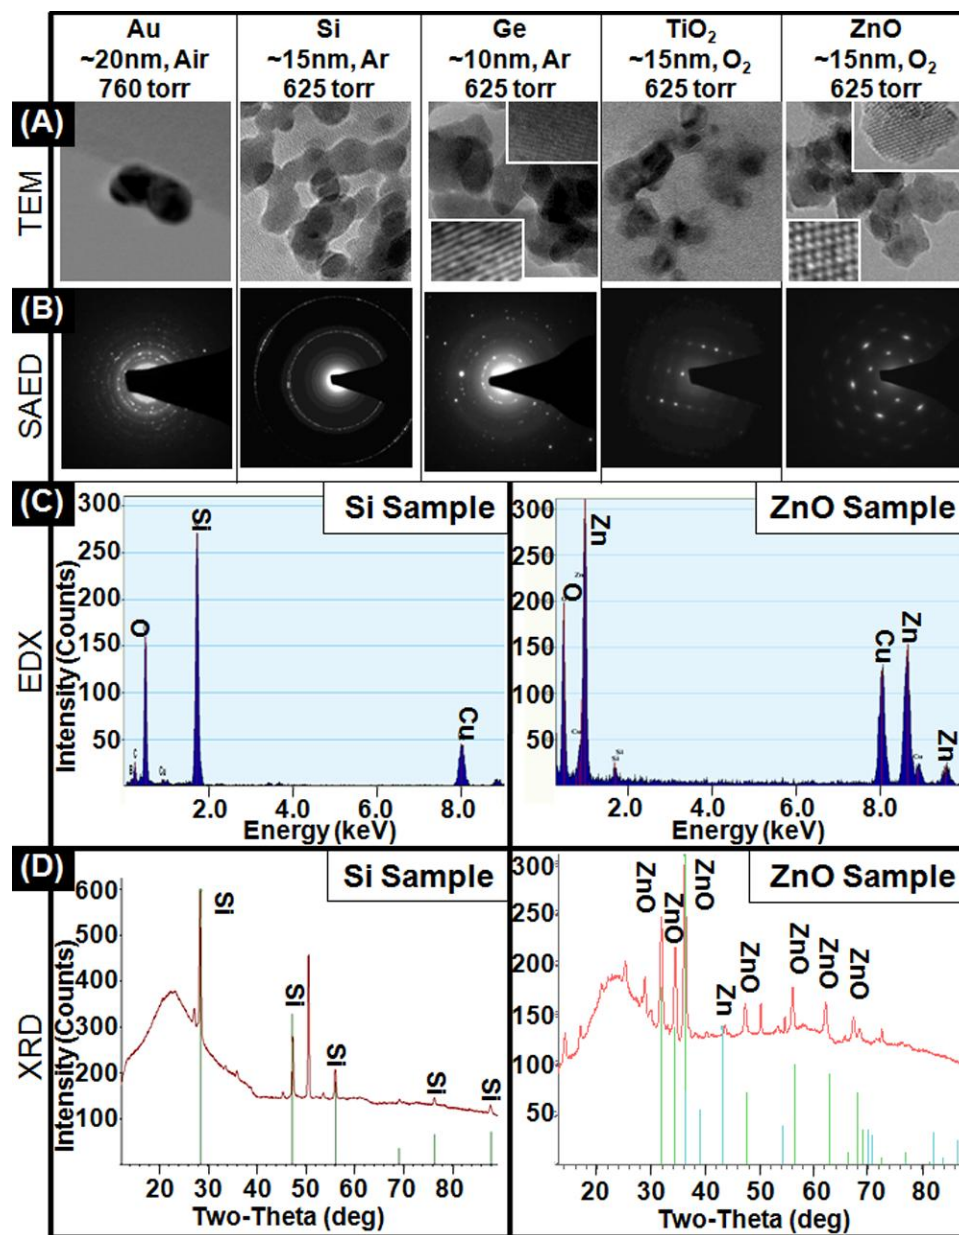 Au
~20nm, Air
760 torr
Si
~15nm, Ar
625 torr
Ge
~10nm, Ar
625 torr
TiO₂
~15nm, O₂
625 torr
ZnO
~15nm, O₂
625 torr
(A)
TEM
(B)
SAED
(C)
EDX
Si Sample
Intensity (Counts)
300
250
200
150
100
50
O
Si
Cu
B
C
Cu
2.0 4.0 6.0 8.0
Energy (keV)
ZnO Sample
300
250
200
150
100
50
O
Zn
Zn
Cu
Si
Si
Cu
Zn
Cu
Zn
2.0 4.0 6.0 8.0
Energy (keV)
(D)
XRD
Si Sample
Intensity (Counts)
600
500
400
300
200
100
Si
Si
Si
Si
Si
20 30 40 50 60 70 80
Two-Theta (deg)
ZnO Sample
300
250
200
150
100
50
ZnO
ZnO
ZnO
Zn
ZnO
ZnO
ZnO
ZnO
20 30 40 50 60 70 80
Two-Theta (deg)